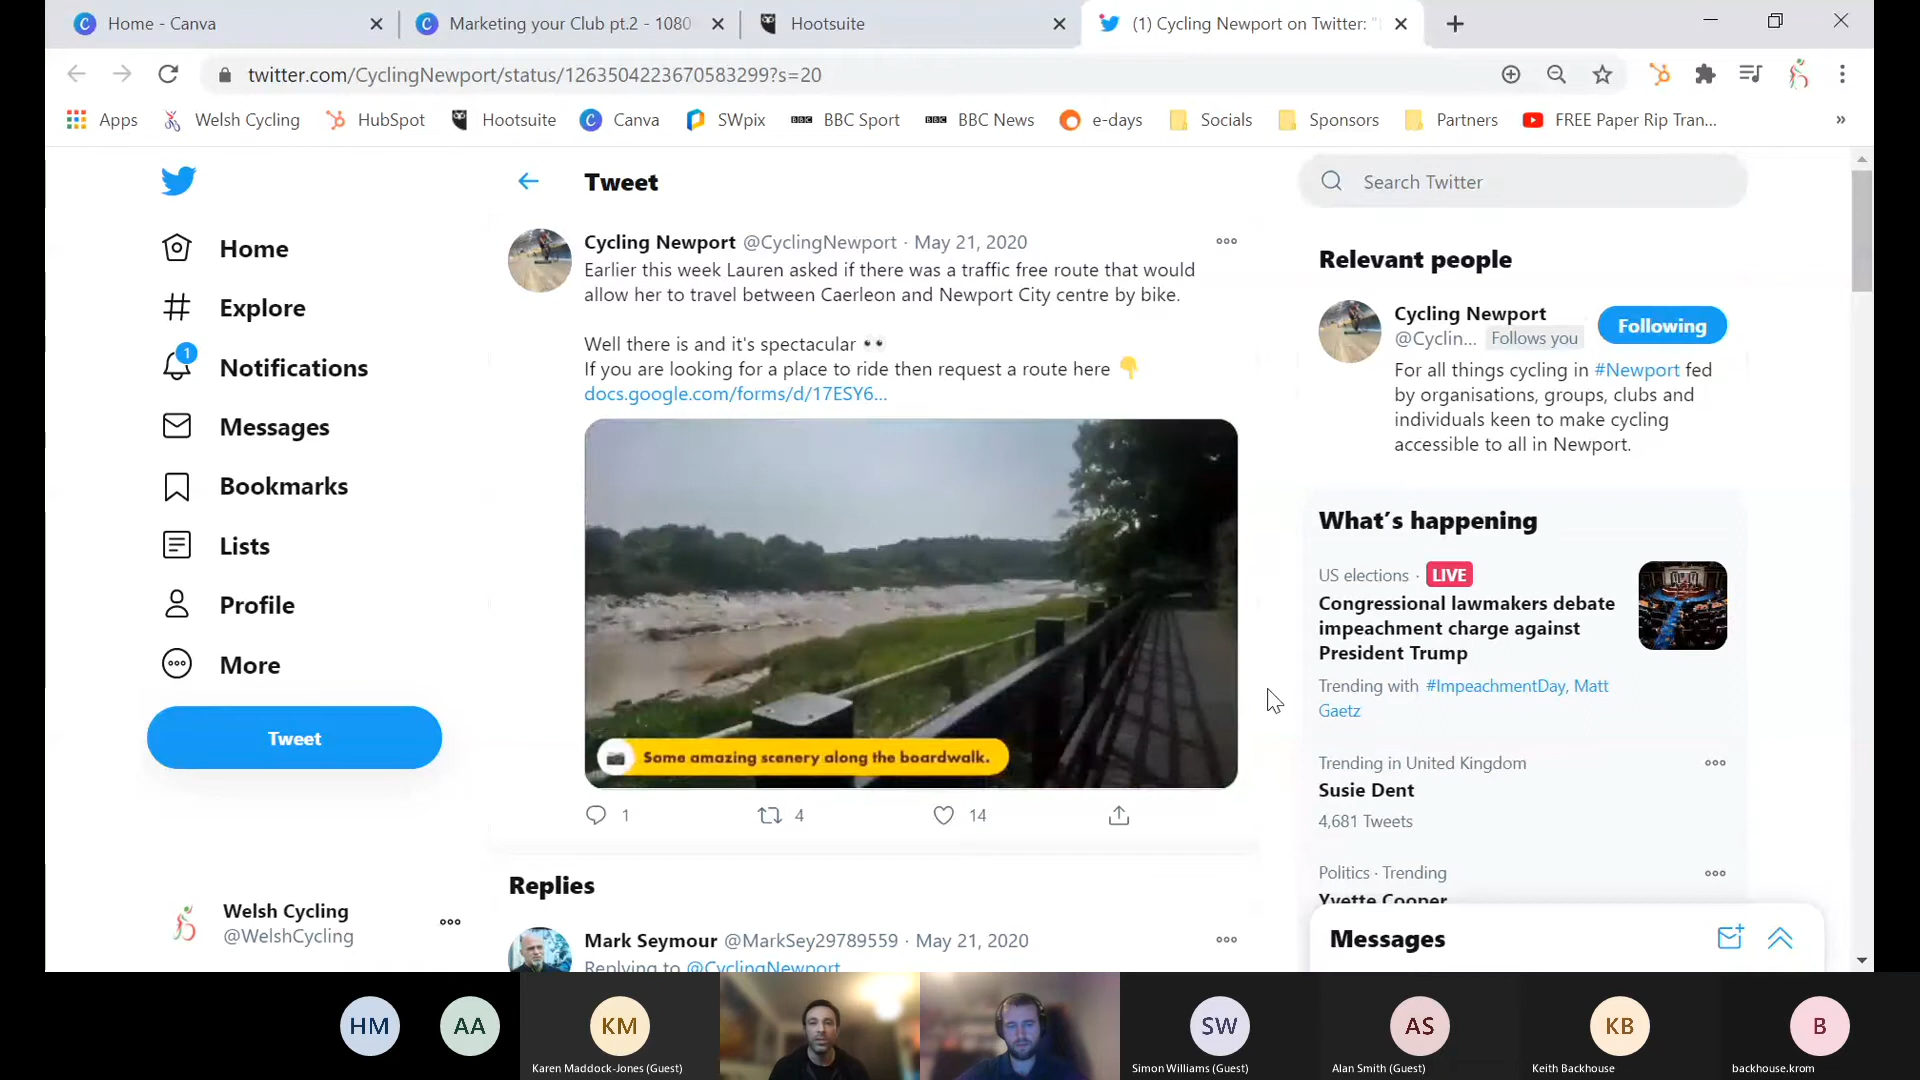 Home - Canva
Marketing your Club pt.2 - 1080
Hootsuite
(1) Cycling Newport on Twitter: "
twitter.com/CyclingNewport/status/1263504223670583299?s=20
Apps
Welsh Cycling
HubSpot
Hootsuite
Canva
SWpix
BBC Sport
BBC News
e-days
Socials
Sponsors
Partners
FREE Paper Rip Tran...
»
Home
Explore
1
Notifications
Messages
Bookmarks
Lists
Profile
More
Tweet
Welsh Cycling
@WelshCycling
Tweet
Cycling Newport @CyclingNewport · May 21, 2020
Earlier this week Lauren asked if there was a traffic free route that would
allow her to travel between Caerleon and Newport City centre by bike.
Well there is and it's spectacular 👀
If you are looking for a place to ride then request a route here 👇
docs.google.com/forms/d/17ESY6...
Some amazing scenery along the boardwalk.
1
4
14
Replies
Mark Seymour @MarkSey29789559 · May 21, 2020
Replying to @CyclingNewport
Search Twitter
Relevant people
Cycling Newport
@Cyclin... Follows you
Following
For all things cycling in #Newport fed
by organisations, groups, clubs and
individuals keen to make cycling
accessible to all in Newport.
What's happening
US elections · LIVE
Congressional lawmakers debate
impeachment charge against
President Trump
Trending with #ImpeachmentDay, Matt
Gaetz
Trending in United Kingdom
Susie Dent
4,681 Tweets
Politics · Trending
Yvette Cooper
Messages
HM
AA
KM
Karen Maddock-Jones (Guest)
SW
Simon Williams (Guest)
AS
Alan Smith (Guest)
KB
Keith Backhouse
B
backhouse.krom